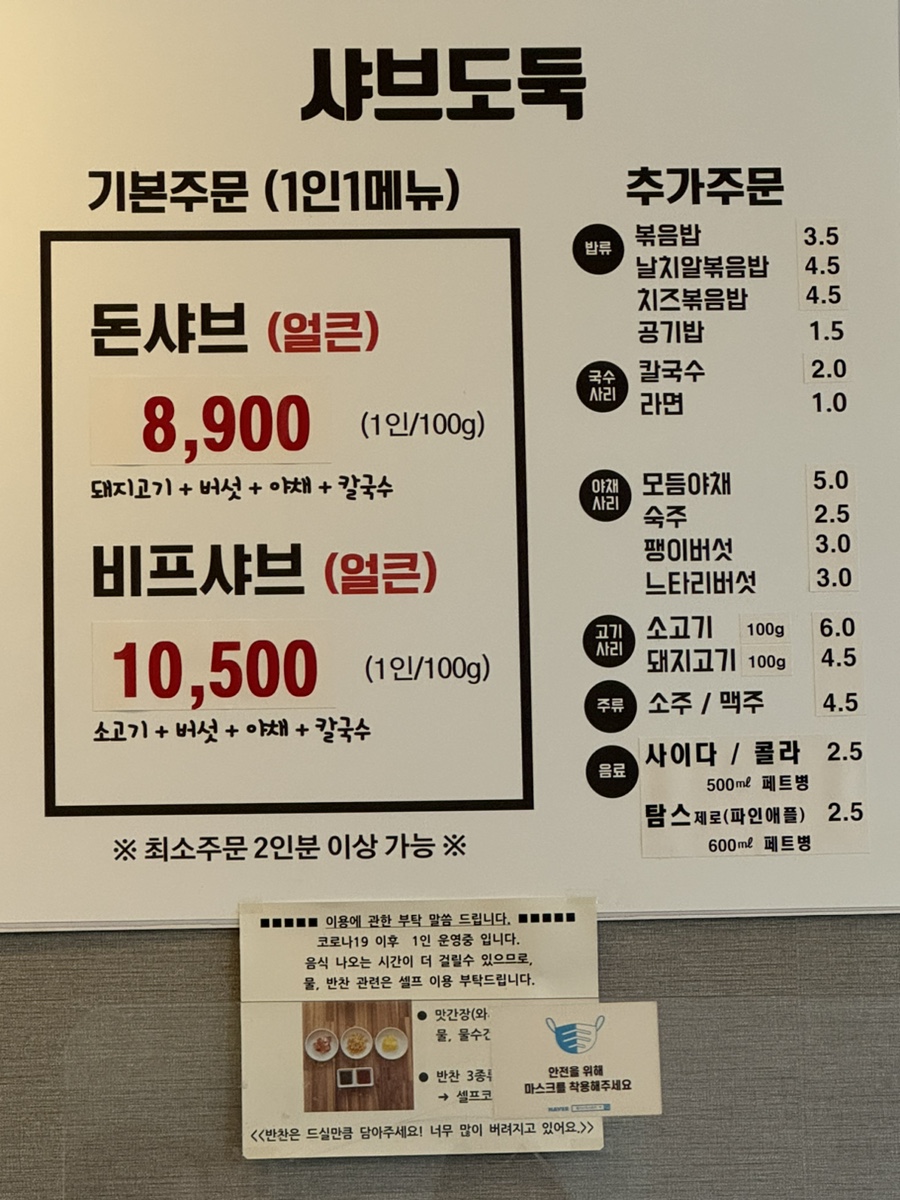 샤브도둑
기본주문 (1인1메뉴)
돈샤브 (얼큰)
8,900 (1인/100g)
돼지고기 + 버섯 + 야채 + 칼국수
비프샤브 (얼큰)
10,500 (1인/100g)
소고기 + 버섯 + 야채 + 칼국수
※ 최소주문 2인분 이상 가능 ※
추가주문
밥류
볶음밥 3.5
날치알볶음밥 4.5
치즈볶음밥 4.5
공기밥 1.5
국수
사리
칼국수 2.0
라면 1.0
야채
사리
모듬야채 5.0
숙주 2.5
팽이버섯 3.0
느타리버섯 3.0
고기
사리
소고기 100g 6.0
돼지고기 100g 4.5
주류
소주 / 맥주 4.5
음료
사이다 / 콜라 2.5
500㎖ 페트병
탐스제로(파인애플) 2.5
600㎖ 페트병
■■■■■ 이용에 관한 부탁 말씀 드립니다. ■■■■■
코로나19 이후 1인 운영중 입니다.
음식 나오는 시간이 더 걸릴수 있으므로,
물, 반찬 관련은 셀프 이용 부탁드립니다.
● 맛간장(와
물, 물수건
● 반찬 3종
→ 셀프코
<<반찬은 드실만큼 담아주세요! 너무 많이 버려지고 있어요.>>
안전을 위해
마스크를 착용해주세요
NAVER